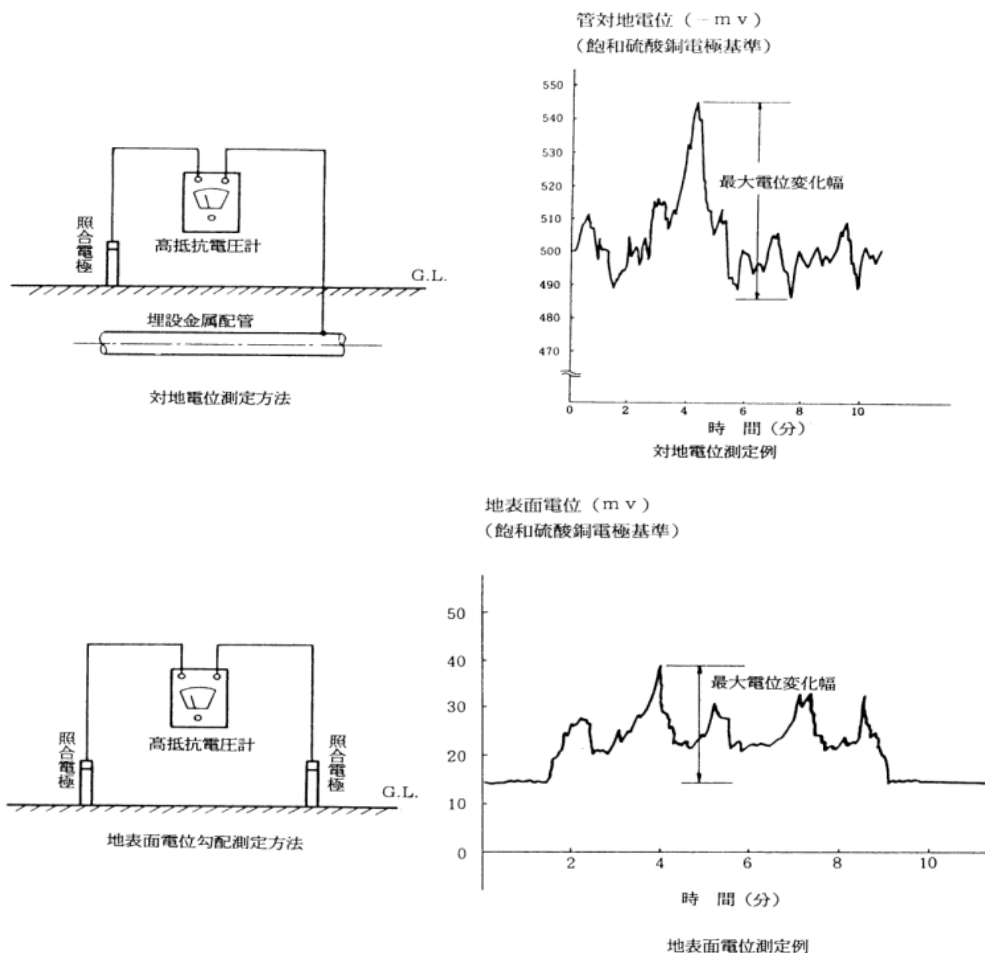 管対地電位(-mv)
(飽和硫酸銅電極基準)
550
540
530
520
510
500
490
480
470
最大電位変化幅
0
2
4
6
8
10
時 間(分)
対地電位測定例
照合電極
高抵抗電圧計
G.L.
埋設金属配管
対地電位測定方法
地表面電位(mv)
(飽和硫酸銅電極基準)
50
40
30
20
10
0
最大電位変化幅
2
4
6
8
10
時 間(分)
地表面電位測定例
照合電極
高抵抗電圧計
照合電極
G.L.
地表面電位勾配測定方法